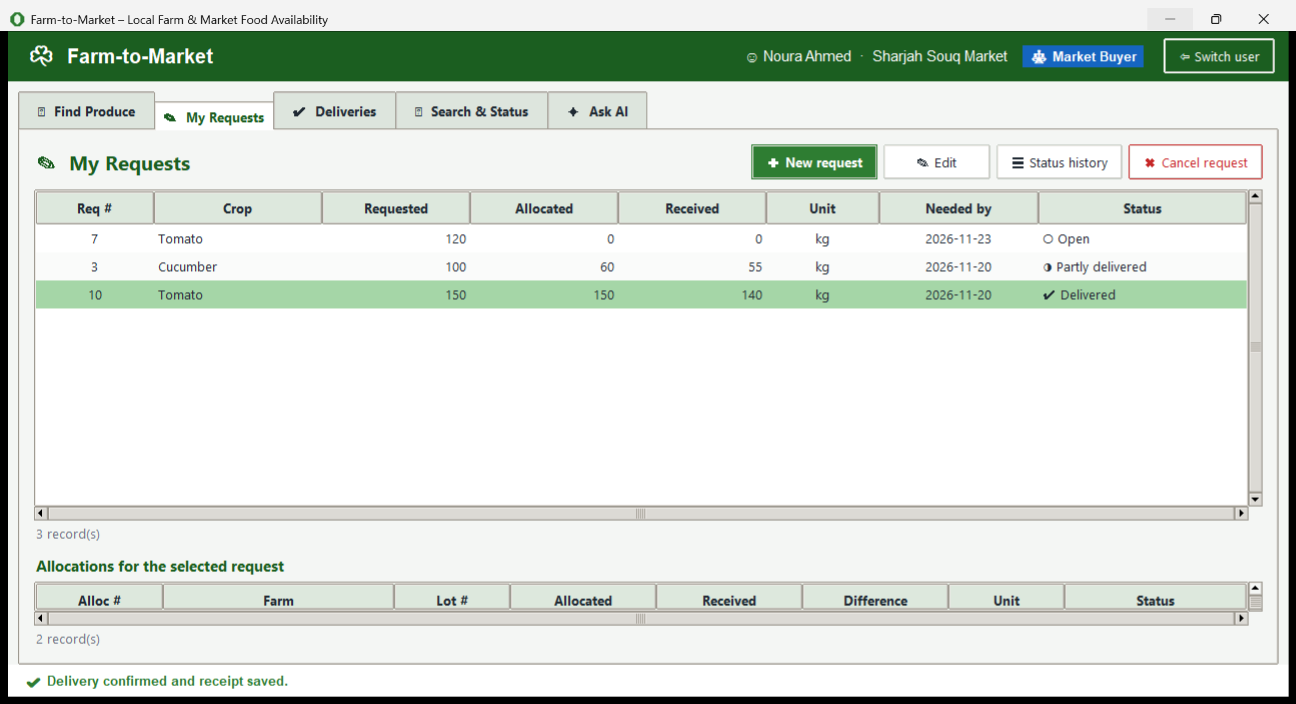 Farm-to-Market – Local Farm & Market Food Availability
Farm-to-Market
Noura Ahmed · Sharjah Souq Market
Market Buyer
Switch user
Find Produce
My Requests
Deliveries
Search & Status
Ask AI
My Requests
New request
Edit
Status history
Cancel request
Req # Crop Requested Allocated Received Unit Needed by Status
7 Tomato 120 0 0 kg 2026-11-23 Open
3 Cucumber 100 60 55 kg 2026-11-20 Partly delivered
10 Tomato 150 150 140 kg 2026-11-20 Delivered
3 record(s)
Allocations for the selected request
Alloc # Farm Lot # Allocated Received Difference Unit Status
2 record(s)
Delivery confirmed and receipt saved.